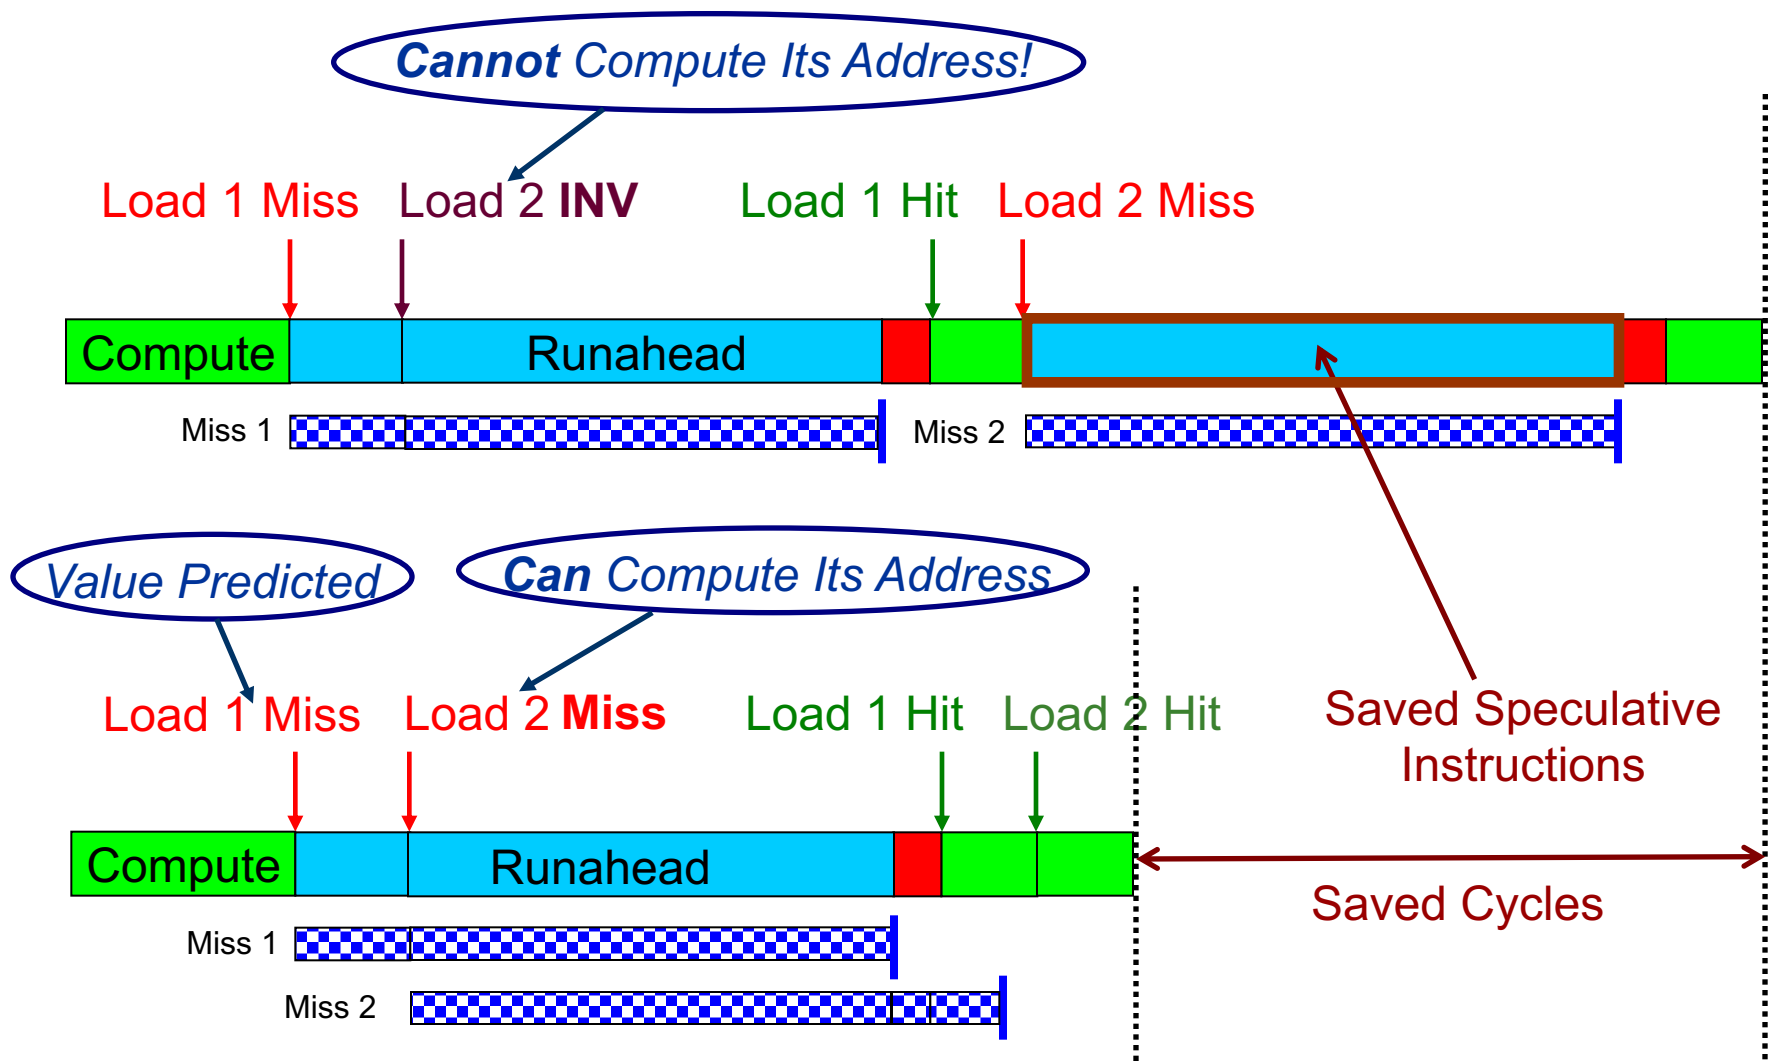 Cannot Compute Its Address!
Load 1 Miss Load 2 INV Load 1 Hit Load 2 Miss
Compute Runahead
Miss 1 Miss 2
Value Predicted Can Compute Its Address
Load 1 Miss Load 2 Miss Load 1 Hit Load 2 Hit
Saved Speculative
Instructions
Compute Runahead
Saved Cycles
Miss 1
Miss 2